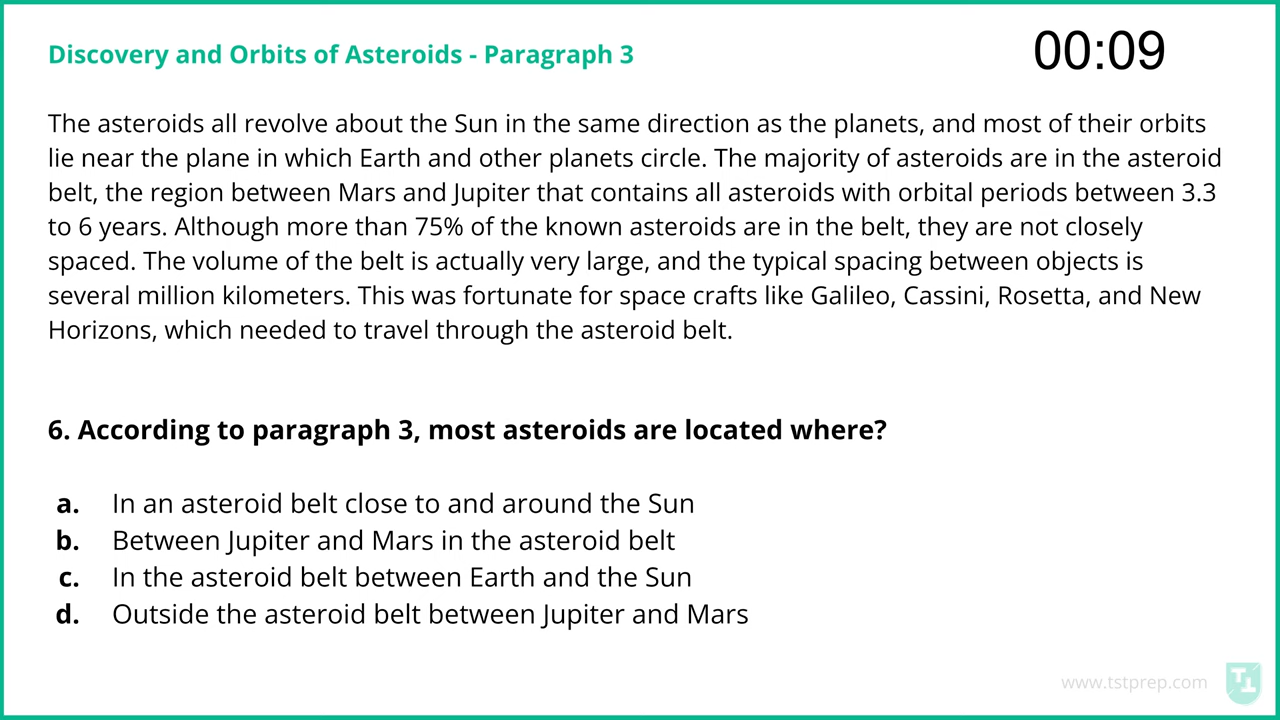 Discovery and Orbits of Asteroids - Paragraph 3
00:09
The asteroids all revolve about the Sun in the same direction as the planets, and most of their orbits
lie near the plane in which Earth and other planets circle. The majority of asteroids are in the asteroid
belt, the region between Mars and Jupiter that contains all asteroids with orbital periods between 3.3
to 6 years. Although more than 75% of the known asteroids are in the belt, they are not closely
spaced. The volume of the belt is actually very large, and the typical spacing between objects is
several million kilometers. This was fortunate for space crafts like Galileo, Cassini, Rosetta, and New
Horizons, which needed to travel through the asteroid belt.
6. According to paragraph 3, most asteroids are located where?
a. In an asteroid belt close to and around the Sun
b. Between Jupiter and Mars in the asteroid belt
c. In the asteroid belt between Earth and the Sun
d. Outside the asteroid belt between Jupiter and Mars
www.tstprep.com